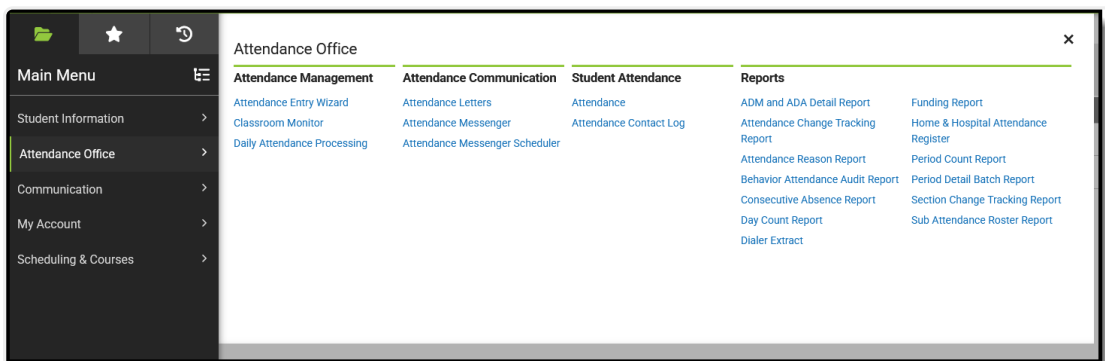 Main Menu
Student Information
Attendance Office
Communication
My Account
Scheduling & Courses
Attendance Office
Attendance Management
Attendance Entry Wizard
Classroom Monitor
Daily Attendance Processing
Attendance Communication
Attendance Letters
Attendance Messenger
Attendance Messenger Scheduler
Student Attendance
Attendance
Attendance Contact Log
Reports
ADM and ADA Detail Report
Attendance Change Tracking
Report
Attendance Reason Report
Behavior Attendance Audit Report
Consecutive Absence Report
Day Count Report
Dialer Extract
Funding Report
Home & Hospital Attendance
Register
Period Count Report
Period Detail Batch Report
Section Change Tracking Report
Sub Attendance Roster Report